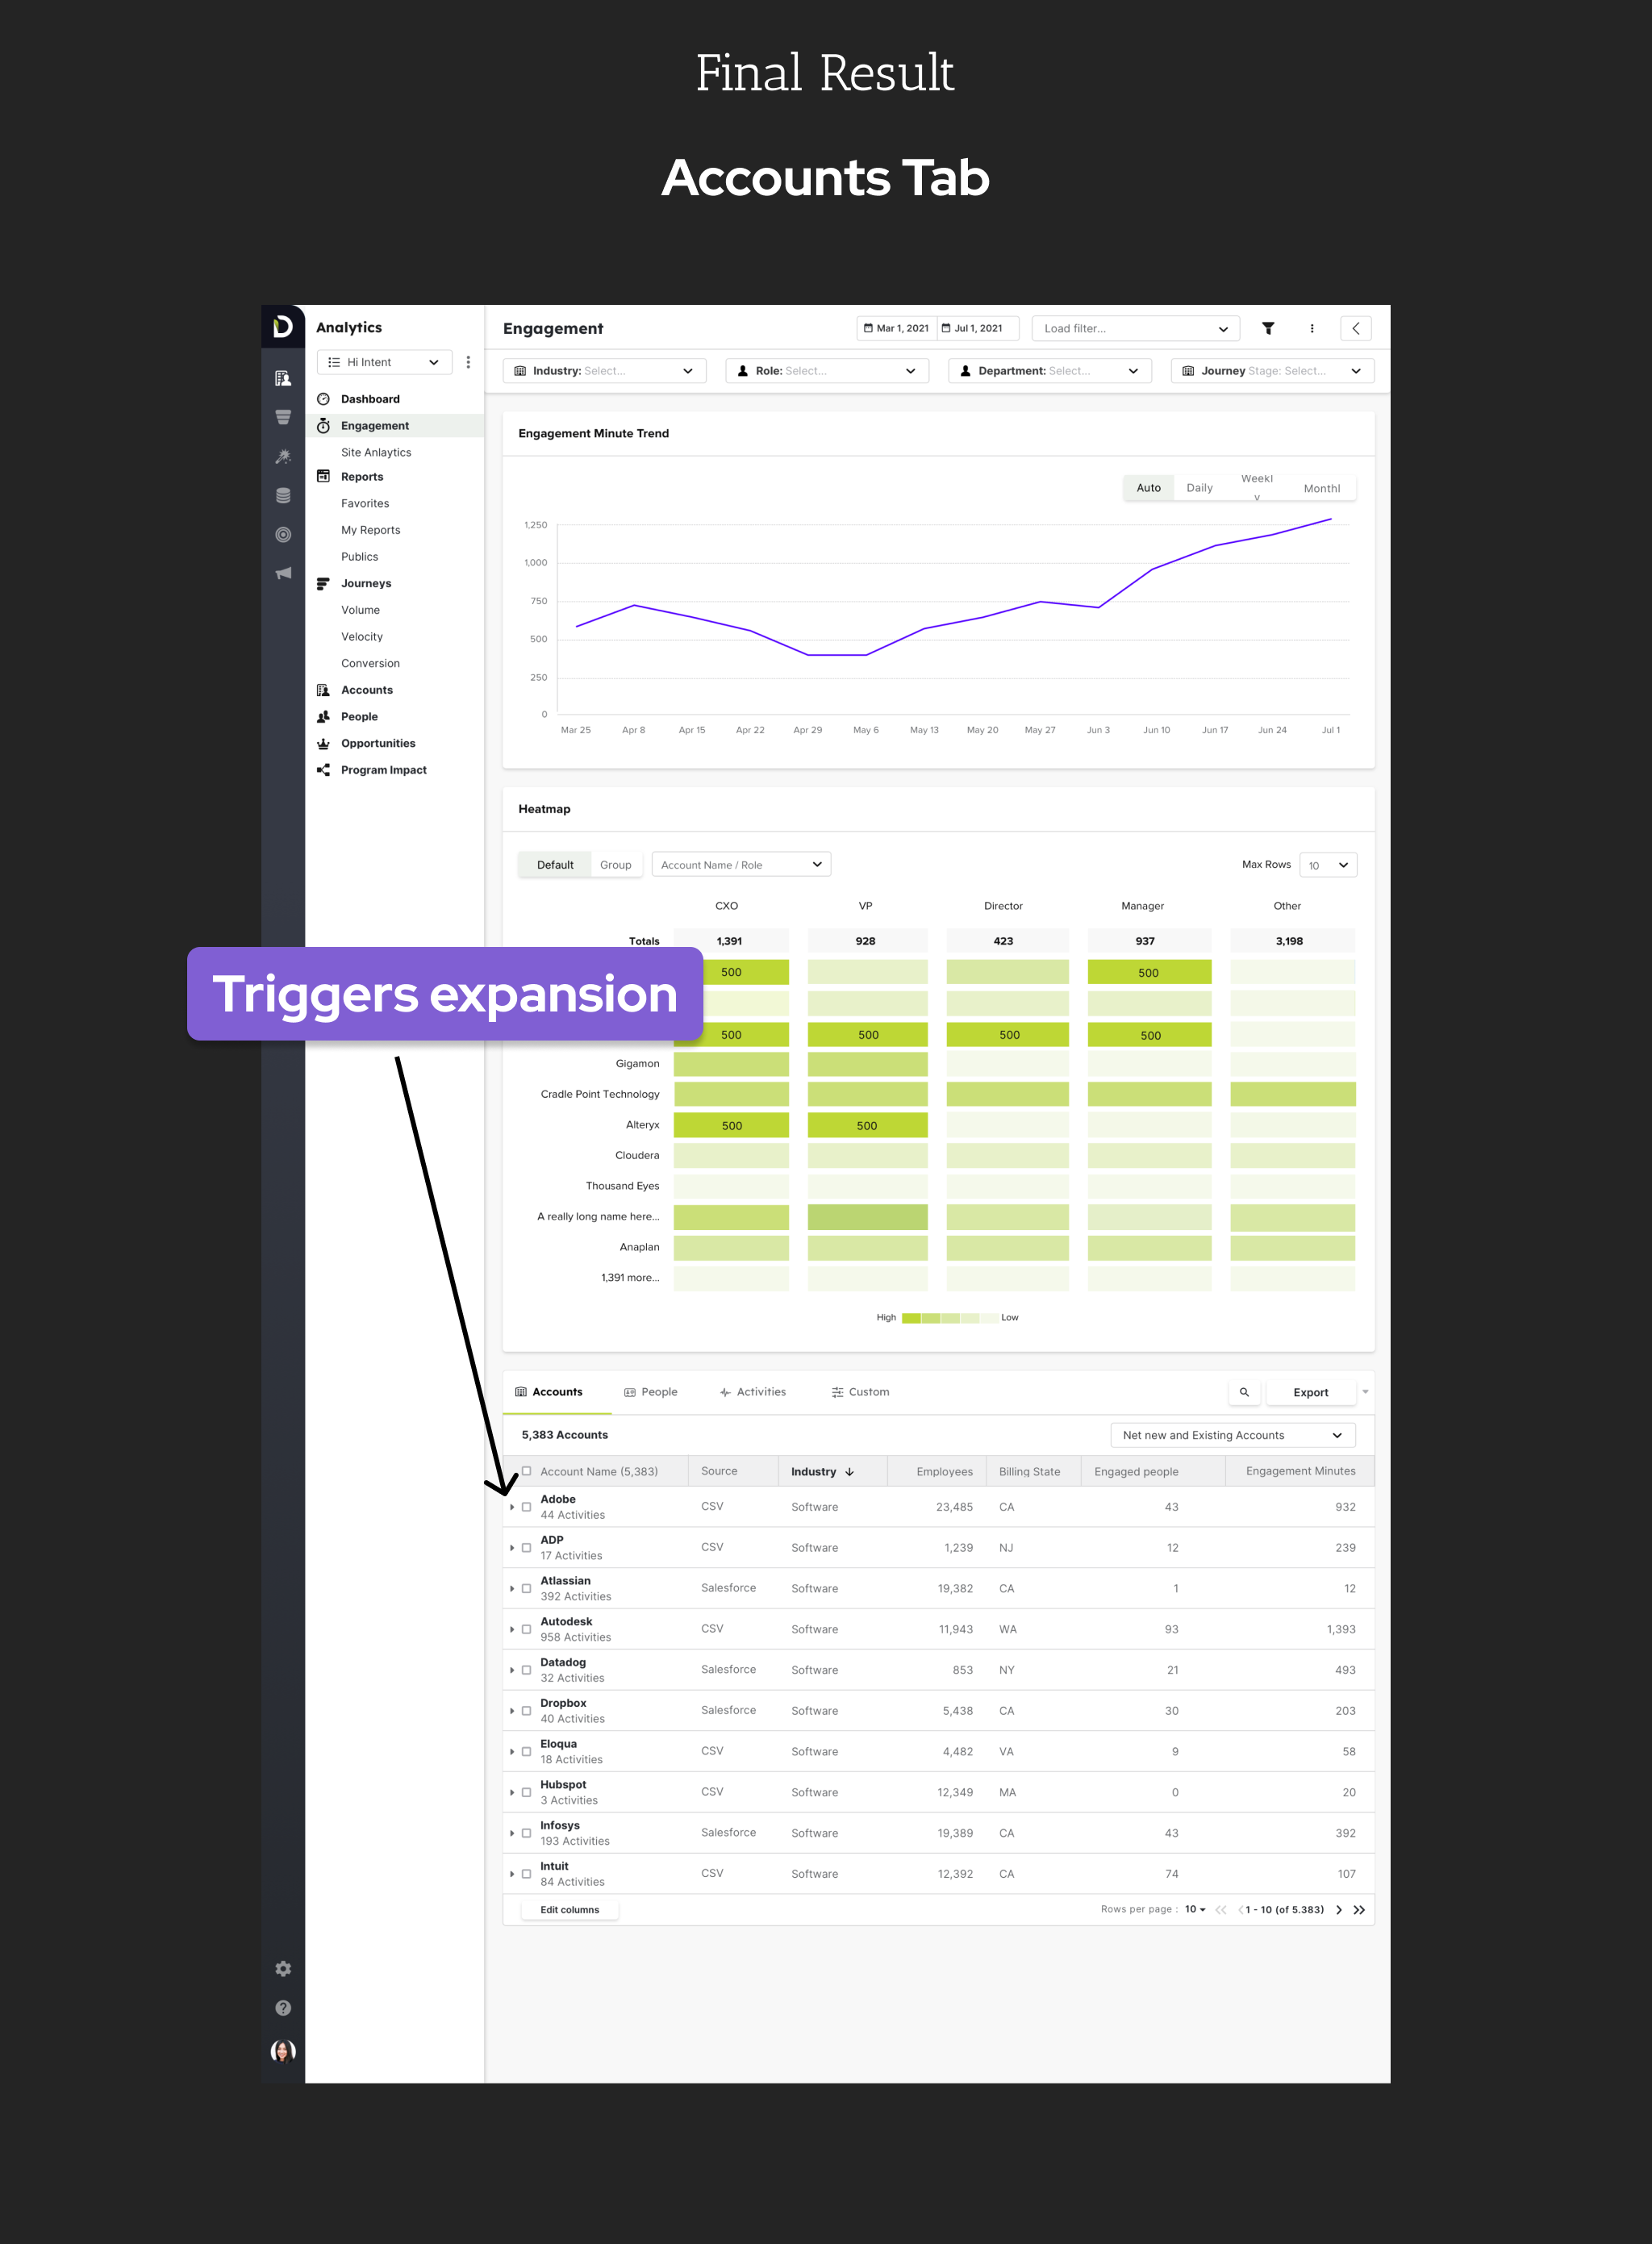 Final Result
Accounts Tab
Analytics
Hi Intent
Dashboard
Engagement
Site Anlaytics
Reports
Favorites
My Reports
Publics
Journeys
Volume
Velocity
Conversion
Accounts
People
Opportunities
Program Impact
Engagement
Mar 1, 2021 Jul 1, 2021 Load filter...
Industry: Select... Role: Select... Department: Select... Journey Stage: Select...
Engagement Minute Trend
Auto Daily Weekl
y Monthl
1,250
1,000
750
500
250
0
Mar 25 Apr 8 Apr 15 Apr 22 Apr 29 May 6 May 13 May 20 May 27 Jun 3 Jun 10 Jun 17 Jun 24 Jul 1
Heatmap
Default Group Account Name / Role Max Rows 10
CXO VP Director Manager Other
Totals 1,391 928 423 937 3,198
500 500
Triggers expansion
500 500 500 500
Gigamon
Cradle Point Technology
Alteryx 500 500
Cloudera
Thousand Eyes
A really long name here...
Anaplan
1,391 more...
High Low
Accounts People Activities Custom Export
5,383 Accounts Net new and Existing Accounts
Account Name (5,383) Source Industry Employees Billing State Engaged people Engagement Minutes
Adobe
44 Activities CSV Software 23,485 CA 43 932
ADP
17 Activities CSV Software 1,239 NJ 12 239
Atlassian
392 Activities Salesforce Software 19,382 CA 1 12
Autodesk
958 Activities CSV Software 11,943 WA 93 1,393
Datadog
32 Activities Salesforce Software 853 NY 21 493
Dropbox
40 Activities Salesforce Software 5,438 CA 30 203
Eloqua
18 Activities CSV Software 4,482 VA 9 58
Hubspot
3 Activities CSV Software 12,349 MA 0 20
Infosys
193 Activities Salesforce Software 19,389 CA 43 392
Intuit
84 Activities CSV Software 12,392 CA 74 107
Edit columns Rows per page : 10 1 - 10 (of 5.383)